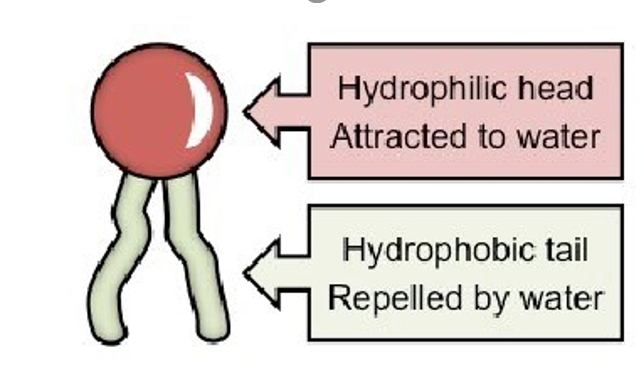 Hydrophilic head
Attracted to water
Hydrophobic tail
Repelled by water